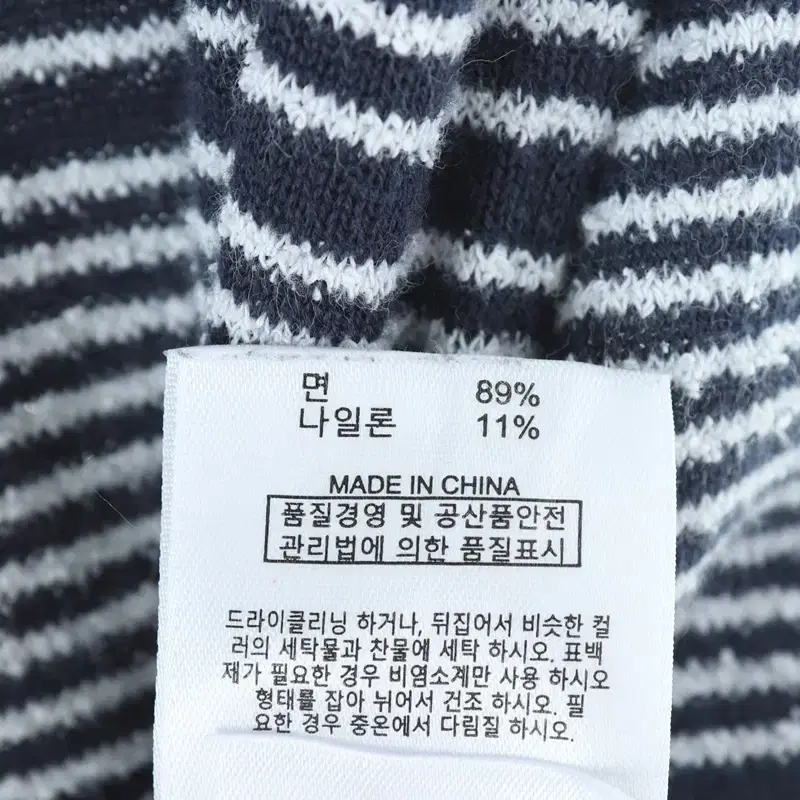 면 89%
나일론 11%
MADE IN CHINA
품질경영 및 공산품안전
관리법에 의한 품질표시
드라이클리닝 하거나, 뒤집어서 비슷한 컬
러의 세탁물과 찬물에 세탁 하시오. 표백
제가 필요한 경우 비염소계만 사용 하시오
형태를 잡아 뉘어서 건조 하시오. 필
요한 경우 중온에서 다림질 하시오.